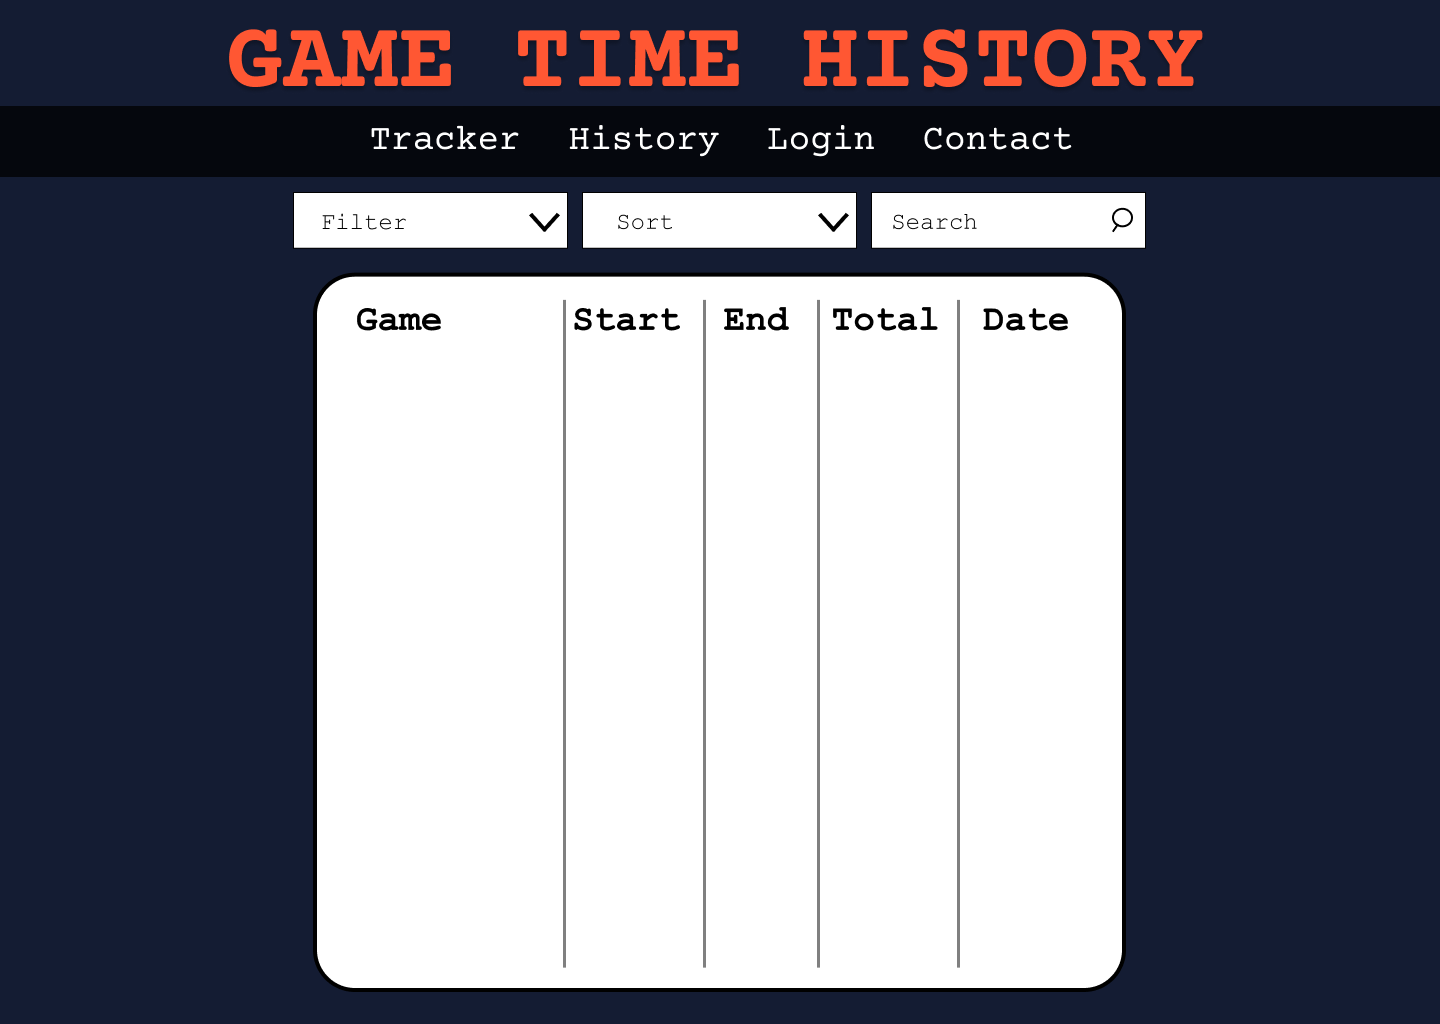 GAME TIME HISTORY
Tracker History Login Contact
Filter Sort Search
Game Start End Total Date